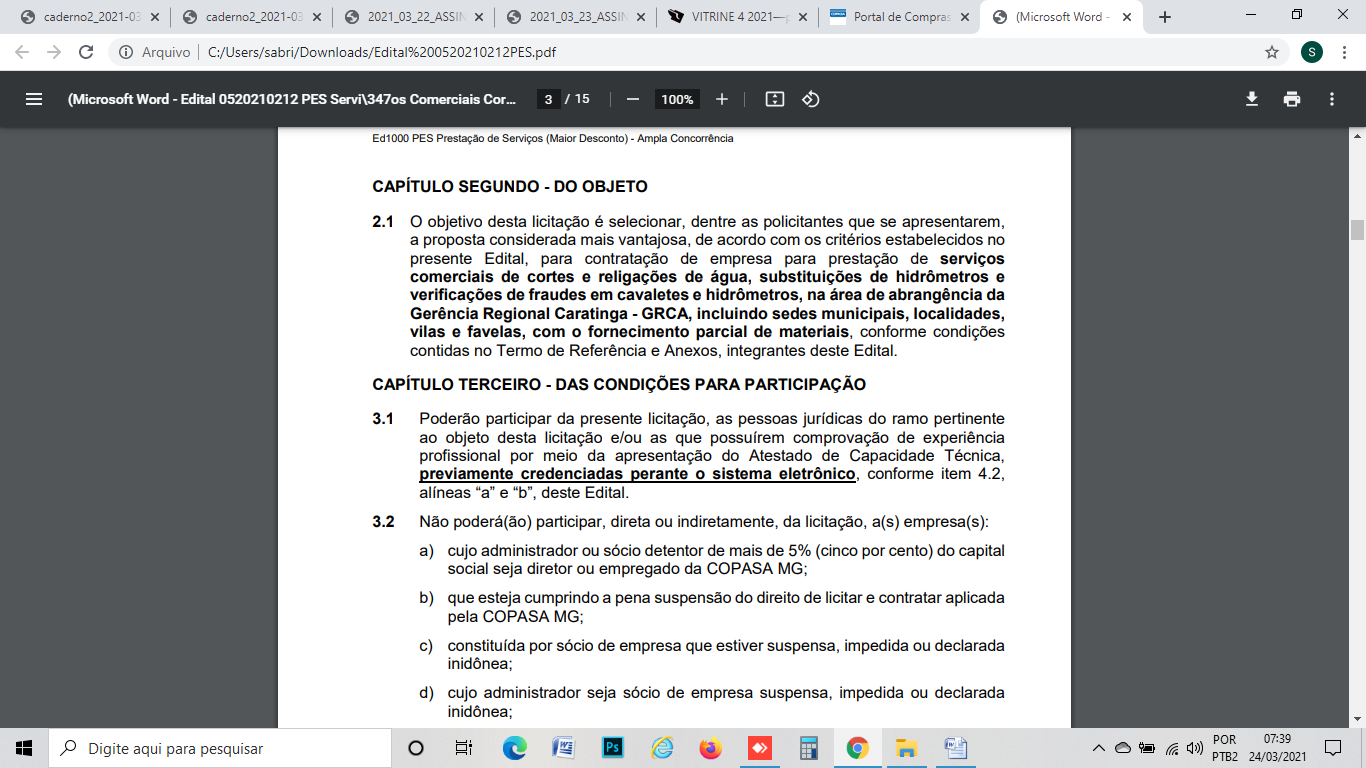 caderno2_2021-03
caderno2_2021-03
2021_03_22_ASSIN
2021_03_23_ASSIN
VITRINE 4 2021—p
Portal de Compras
(Microsoft Word -
Arquivo
C:/Users/sabri/Downloads/Edital%200520210212PES.pdf
S
(Microsoft Word - Edital 0520210212 PES Servi\347os Comerciais Cor...
3 / 15
100%
Ed1000 PES Prestação de Serviços (Maior Desconto) - Ampla Concorrência
CAPÍTULO SEGUNDO - DO OBJETO
2.1 O objetivo desta licitação é selecionar, dentre as policitantes que se apresentarem,
a proposta considerada mais vantajosa, de acordo com os critérios estabelecidos no
presente Edital, para contratação de empresa para prestação de serviços
comerciais de cortes e religações de água, substituições de hidrômetros e
verificações de fraudes em cavaletes e hidrômetros, na área de abrangência da
Gerência Regional Caratinga - GRCA, incluindo sedes municipais, localidades,
vilas e favelas, com o fornecimento parcial de materiais, conforme condições
contidas no Termo de Referência e Anexos, integrantes deste Edital.
CAPÍTULO TERCEIRO - DAS CONDIÇÕES PARA PARTICIPAÇÃO
3.1 Poderão participar da presente licitação, as pessoas jurídicas do ramo pertinente
ao objeto desta licitação e/ou as que possuírem comprovação de experiência
profissional por meio da apresentação do Atestado de Capacidade Técnica,
previamente credenciadas perante o sistema eletrônico, conforme item 4.2,
alíneas “a” e “b”, deste Edital.
3.2 Não poderá(ão) participar, direta ou indiretamente, da licitação, a(s) empresa(s):
a) cujo administrador ou sócio detentor de mais de 5% (cinco por cento) do capital
social seja diretor ou empregado da COPASA MG;
b) que esteja cumprindo a pena suspensão do direito de licitar e contratar aplicada
pela COPASA MG;
c) constituída por sócio de empresa que estiver suspensa, impedida ou declarada
inidônea;
d) cujo administrador seja sócio de empresa suspensa, impedida ou declarada
inidônea;
Digite aqui para pesquisar
Ps
POR
PTB2
07:39
24/03/2021